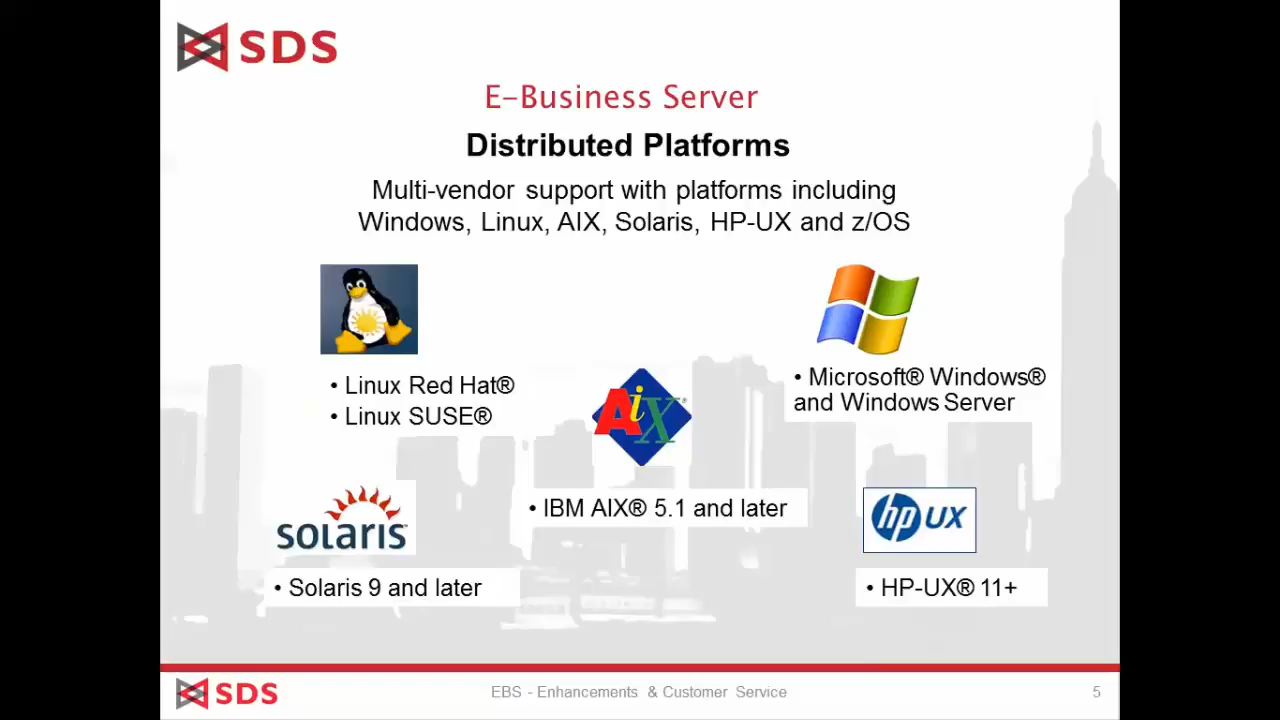 SDS
E-Business Server
Distributed Platforms
Multi-vendor support with platforms including
Windows, Linux, AIX, Solaris, HP-UX and z/OS
• Linux Red Hat®
• Linux SUSE®
AiX®
• Microsoft® Windows®
and Windows Server
• IBM AIX® 5.1 and later
solaris
• Solaris 9 and later
hp UX
• HP-UX® 11+
SDS
EBS - Enhancements & Customer Service
5